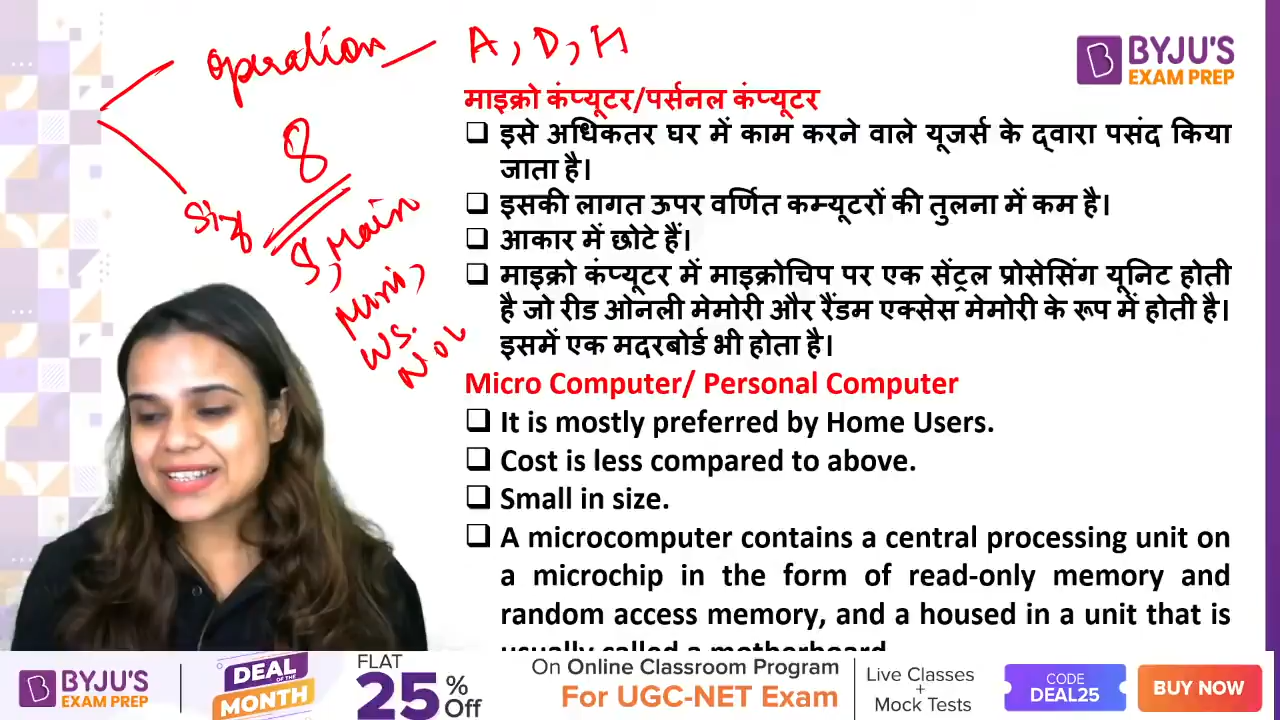 operation - A, D, H
BYJU'S
EXAM PREP
माइक्रो कंप्यूटर/पर्सनल कंप्यूटर
इसे अधिकतर घर में काम करने वाले यूजर्स के द्वारा पसंद किया
जाता है।
इसकी लागत ऊपर वर्णित कम्यूटरों की तुलना में कम है।
आकार में छोटे हैं।
माइक्रो कंप्यूटर में माइक्रोचिप पर एक सेंट्रल प्रोसेसिंग यूनिट होती
है जो रीड ओनली मेमोरी और रैंडम एक्सेस मेमोरी के रूप में होती है।
इसमें एक मदरबोर्ड भी होता है।
8
Size
S, Main
Mini,
WS.
Micro Computer/ Personal Computer
It is mostly preferred by Home Users.
Cost is less compared to above.
Small in size.
A microcomputer contains a central processing unit on
a microchip in the form of read-only memory and
random access memory, and a housed in a unit that is
usually called a motherboard
BYJU'S
EXAM PREP
DEAL
OF THE
MONTH
FLAT
25% Off
On Online Classroom Program
For UGC-NET Exam
Live Classes
+
Mock Tests
CODE
DEAL25
BUY NOW